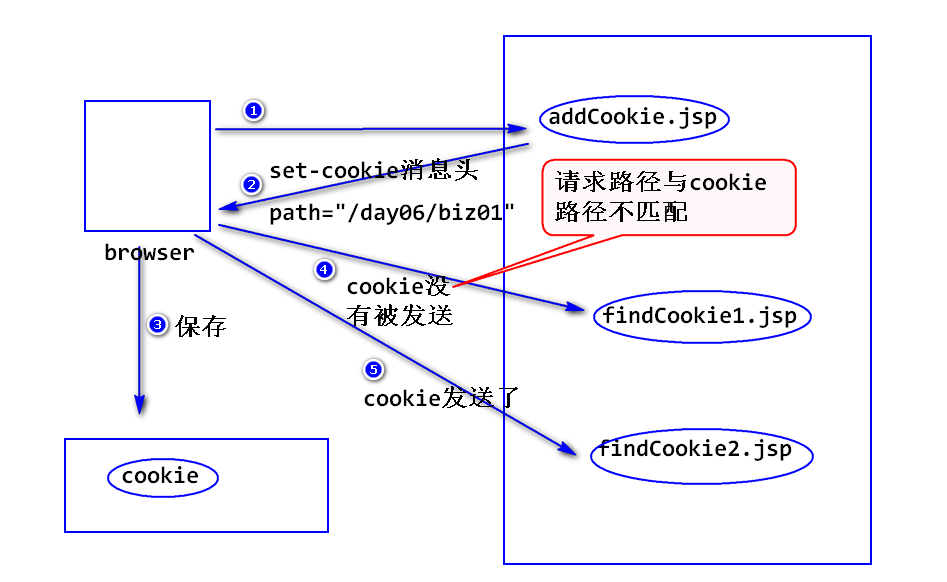 ①
addCookie.jsp
②
set-cookie消息头
path="/day06/biz01"
请求路径与cookie
路径不匹配
browser
④
cookie没
有被发送
findCookie1.jsp
③
保存
⑤
cookie发送了
findCookie2.jsp
cookie